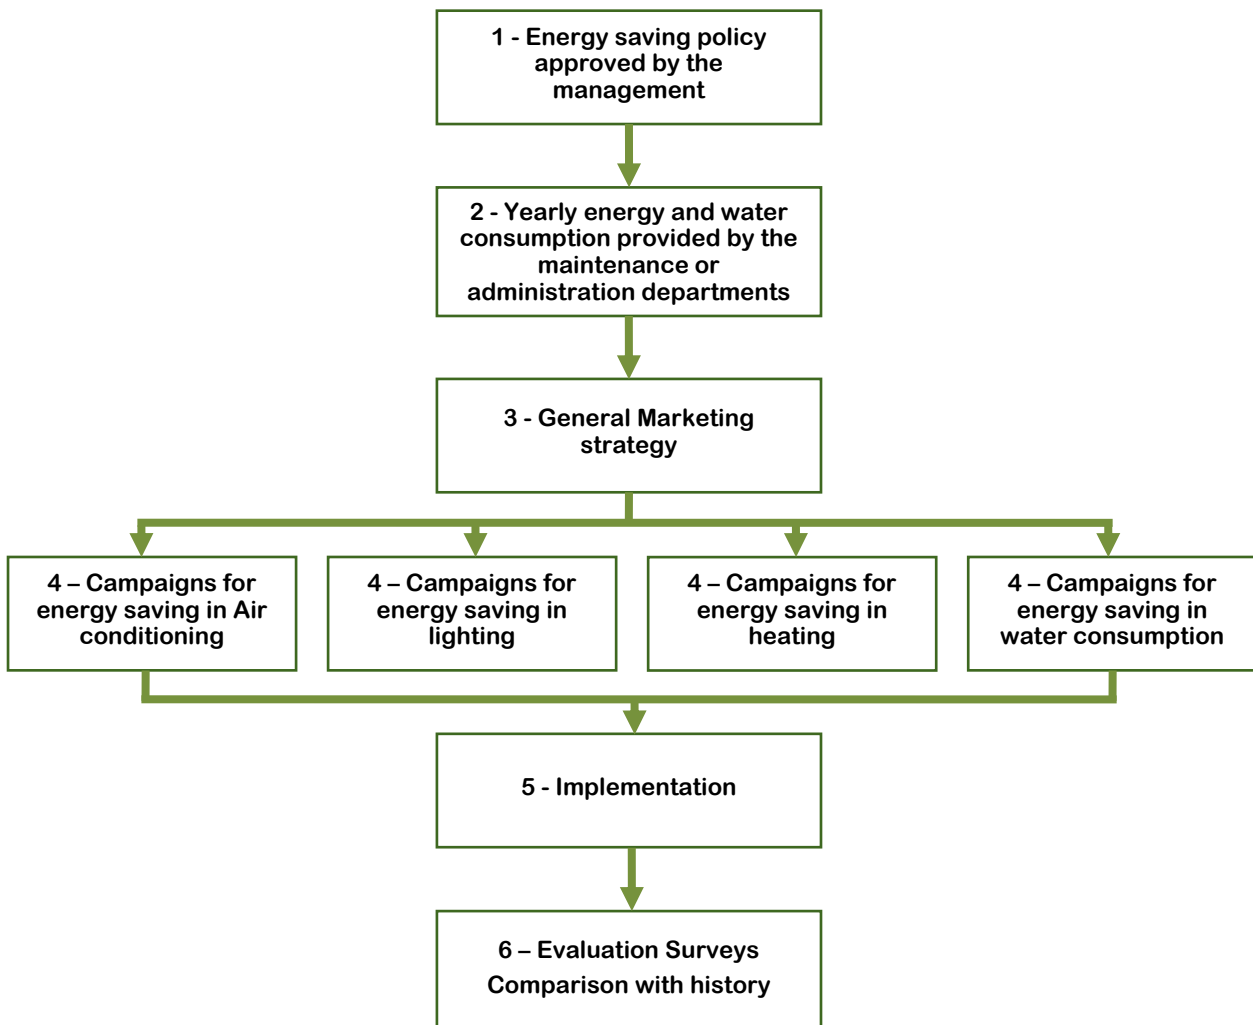 1 - Energy saving policy
approved by the
management
2 - Yearly energy and water
consumption provided by the
maintenance or
administration departments
3 - General Marketing
strategy
4 – Campaigns for
energy saving in Air
conditioning
4 – Campaigns for
energy saving in
lighting
4 – Campaigns for
energy saving in
heating
4 – Campaigns for
energy saving in
water consumption
5 - Implementation
6 – Evaluation Surveys
Comparison with history